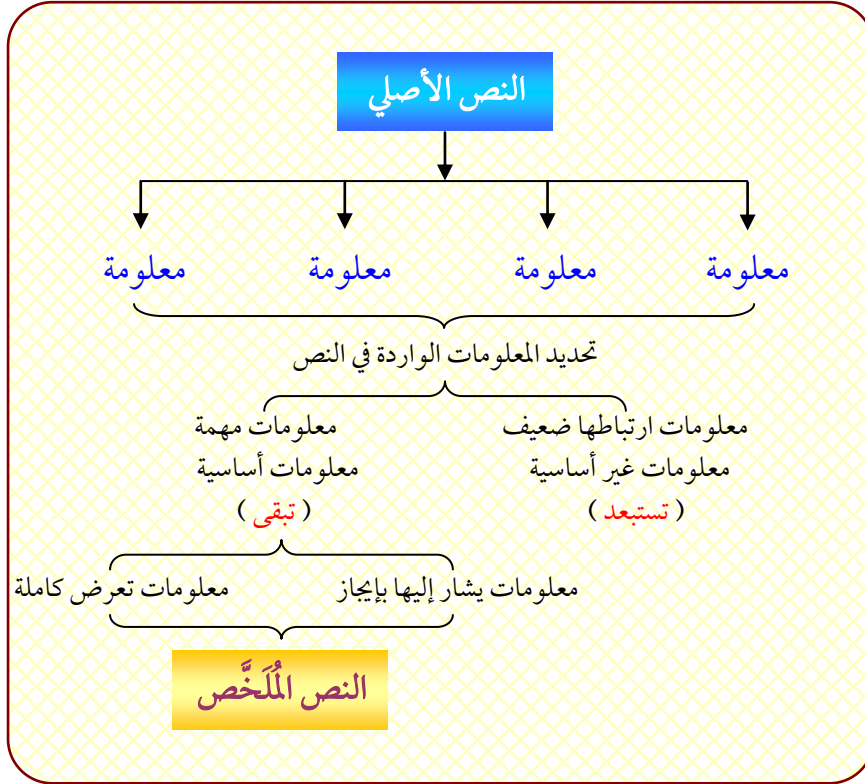 النص الأصلي
معلومة معلومة معلومة معلومة
تحديد المعلومات الواردة في النص
معلومات ارتباطها ضعيف معلومات مهمة
معلومات غير أساسية معلومات أساسية
( تستبعد ) ( تبقى )
معلومات يشار إليها بإيجاز معلومات تعرض كاملة
النص المُلَخَّص